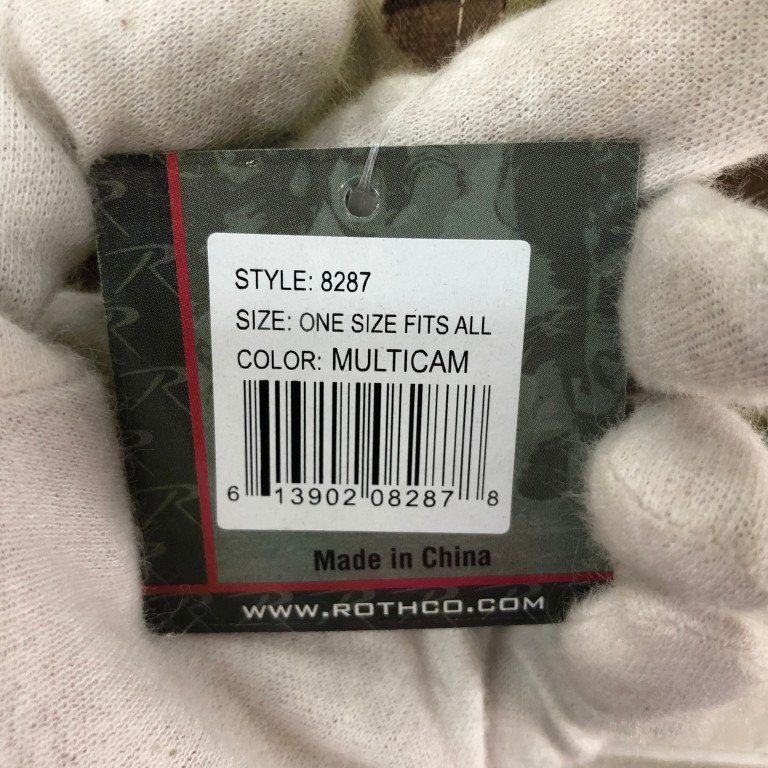 STYLE: 8287
SIZE: ONE SIZE FITS ALL
COLOR: MULTICAM
6 13902 08287 8
Made in China
WWW.ROTHCO.COM